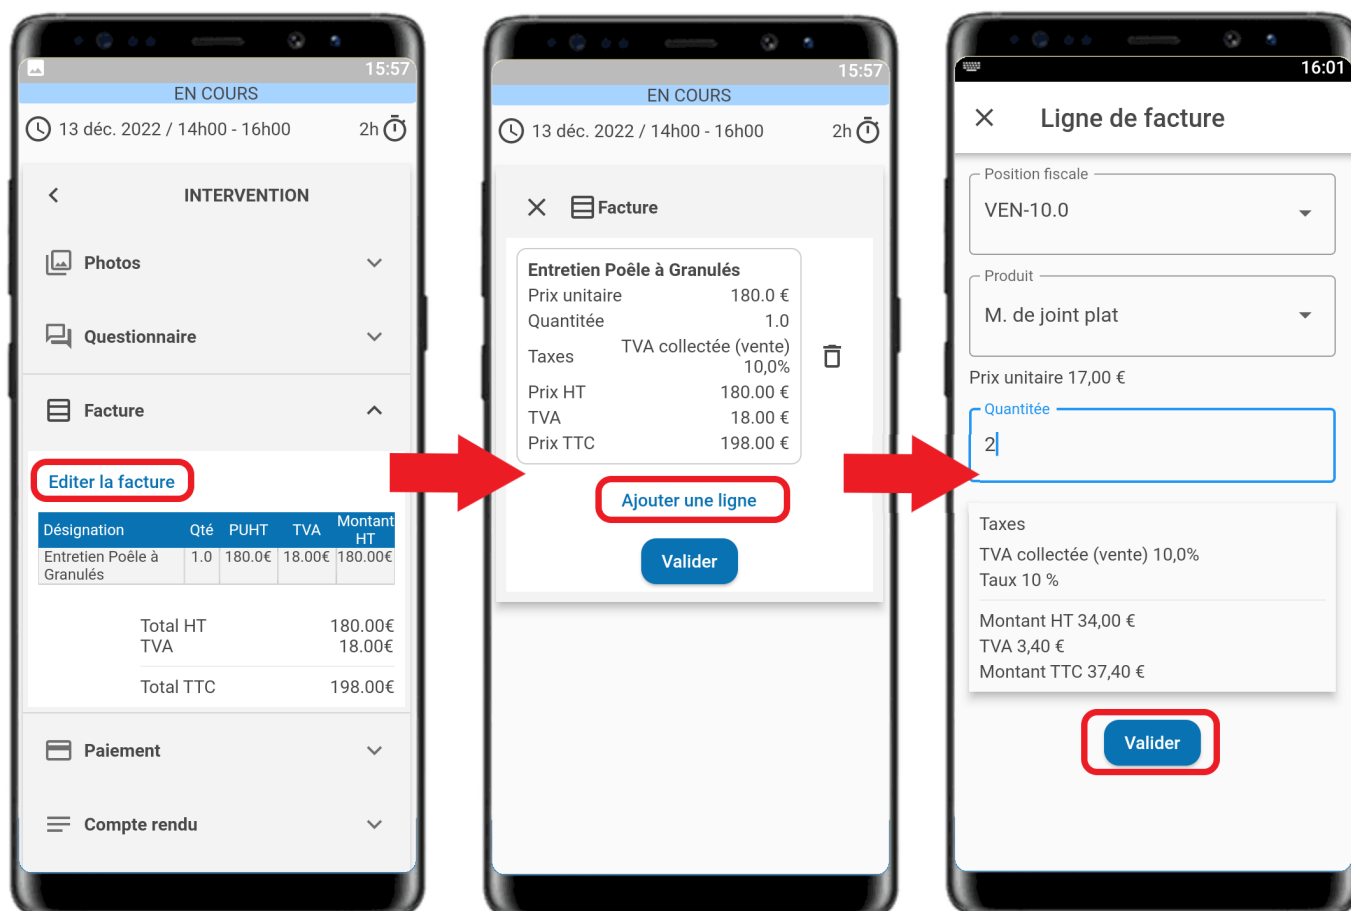 15:57
EN COURS
13 déc. 2022 / 14h00 - 16h00 2h
INTERVENTION
Photos
Questionnaire
Facture
Editer la facture
Désignation Qté PUHT TVA Montant HT
Entretien Poêle à Granulés 1.0 180.0€ 18.00€ 180.00€
Total HT 180.00€
TVA 18.00€
Total TTC 198.00€
Paiement
Compte rendu
15:57
EN COURS
13 déc. 2022 / 14h00 - 16h00 2h
Facture
Entretien Poêle à Granulés
Prix unitaire 180.0 €
Quantitée 1.0
Taxes TVA collectée (vente) 10,0%
Prix HT 180.00 €
TVA 18.00 €
Prix TTC 198.00 €
Ajouter une ligne
Valider
16:01
Ligne de facture
Position fiscale
VEN-10.0
Produit
M. de joint plat
Prix unitaire 17,00 €
Quantitée
2
Taxes
TVA collectée (vente) 10,0%
Taux 10 %
Montant HT 34,00 €
TVA 3,40 €
Montant TTC 37,40 €
Valider